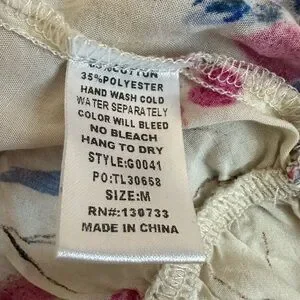 65%COTTON
35%POLYESTER
HAND WASH COLD
WATER SEPARATELY
COLOR WILL BLEED
NO BLEACH
HANG TO DRY
STYLE:G0041
PO:TL30658
SIZE:M
RN#:130733
MADE IN CHINA